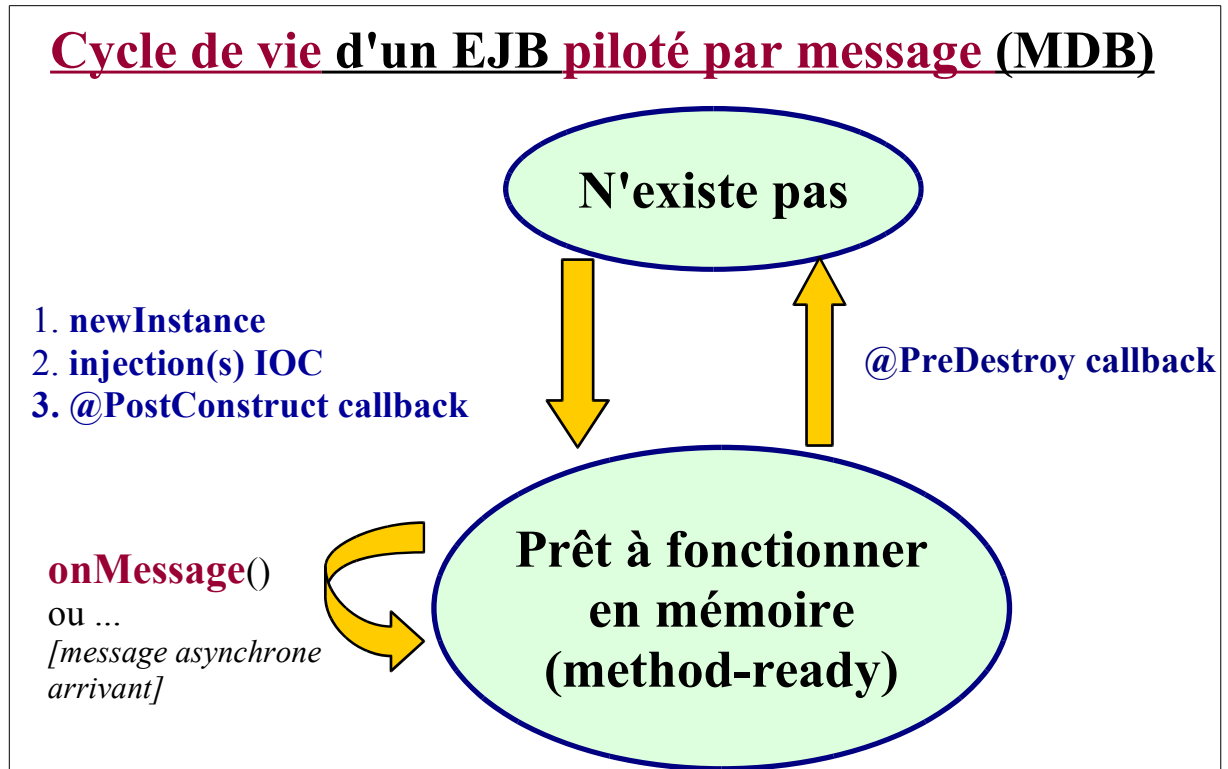 Cycle de vie d'un EJB piloté par message (MDB)
N'existe pas
1. newInstance
2. injection(s) IOC
3. @PostConstruct callback
@PreDestroy callback
onMessage()
ou ...
[message asynchrone
arrivant]
Prêt à fonctionner
en mémoire
(method-ready)